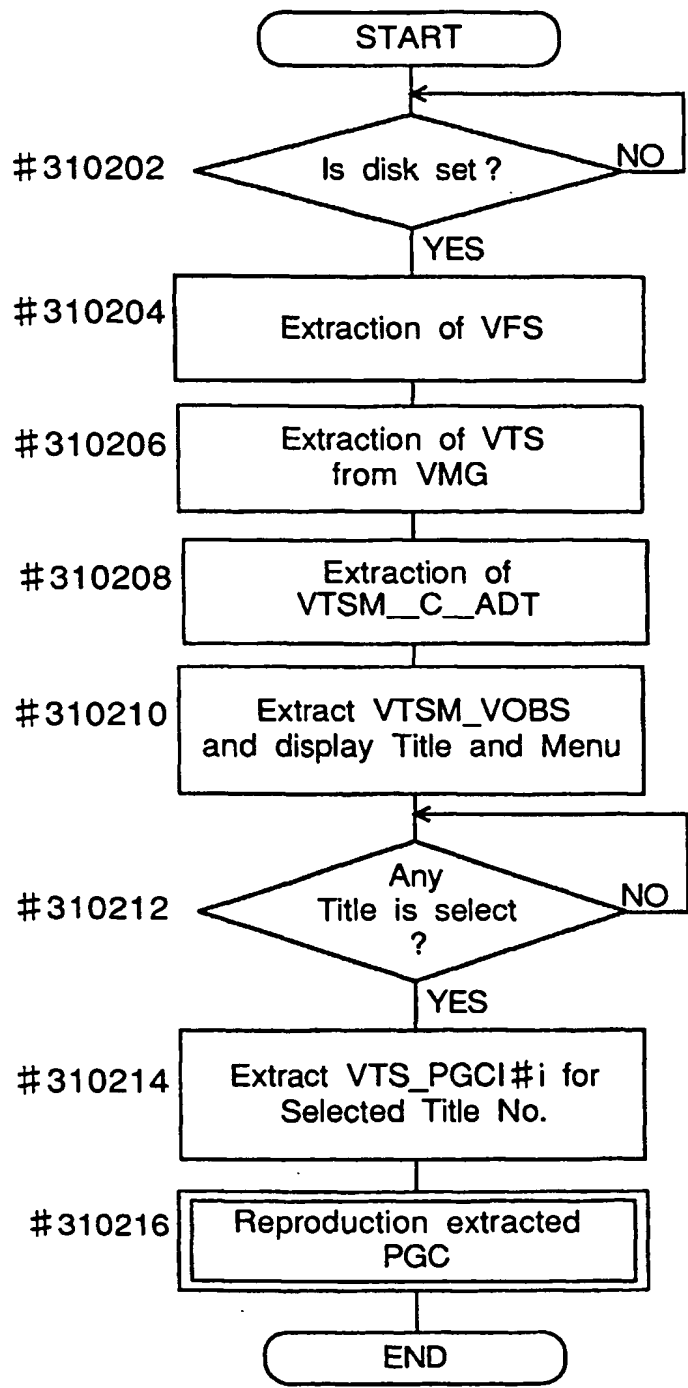 START
#310202
Is disk set?
NO
YES
#310204
Extraction of VFS
#310206
Extraction of VTS
from VMG
#310208
Extraction of
VTSM__C__ADT
#310210
Extract VTSM_VOBS
and display Title and Menu
#310212
Any
Title is select
?
NO
YES
#310214
Extract VTS_PGCI#i for
Selected Title No.
#310216
Reproduction extracted
PGC
END